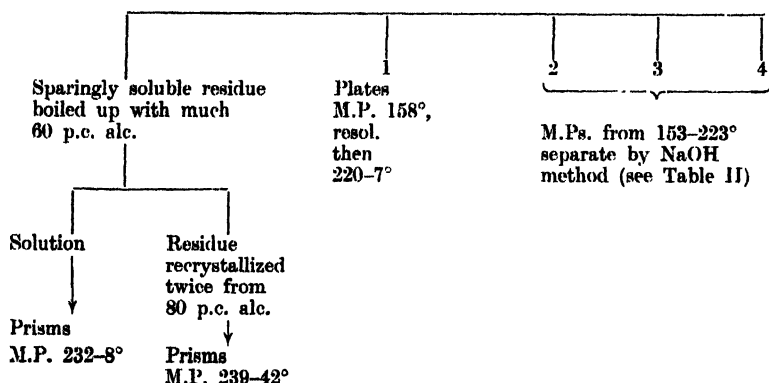 1
2
3
4
Sparingly soluble residue
boiled up with much
60 p.c. alc.
Plates
M.P. 158°,
resol.
then
220–7°
M.Ps. from 153–223°
separate by NaOH
method (see Table II)
Solution
Residue
recrystallized
twice from
80 p.c. alc.
Prisms
M.P. 232–8°
Prisms
M.P. 239–42°